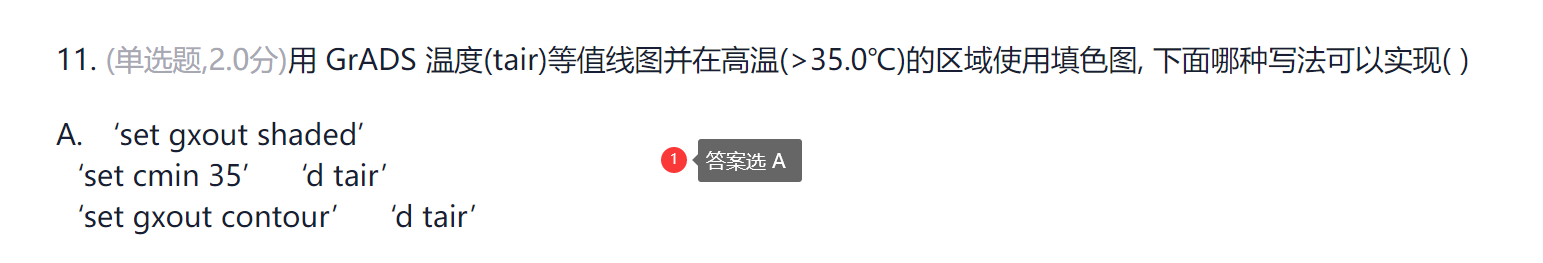 11. (单选题,2.0分)用 GrADS 温度(tair)等值线图并在高温(>35.0℃)的区域使用填色图, 下面哪种写法可以实现( )
A. ‘set gxout shaded’
‘set cmin 35’ ‘d tair’
1 答案选 A
‘set gxout contour’ ‘d tair’